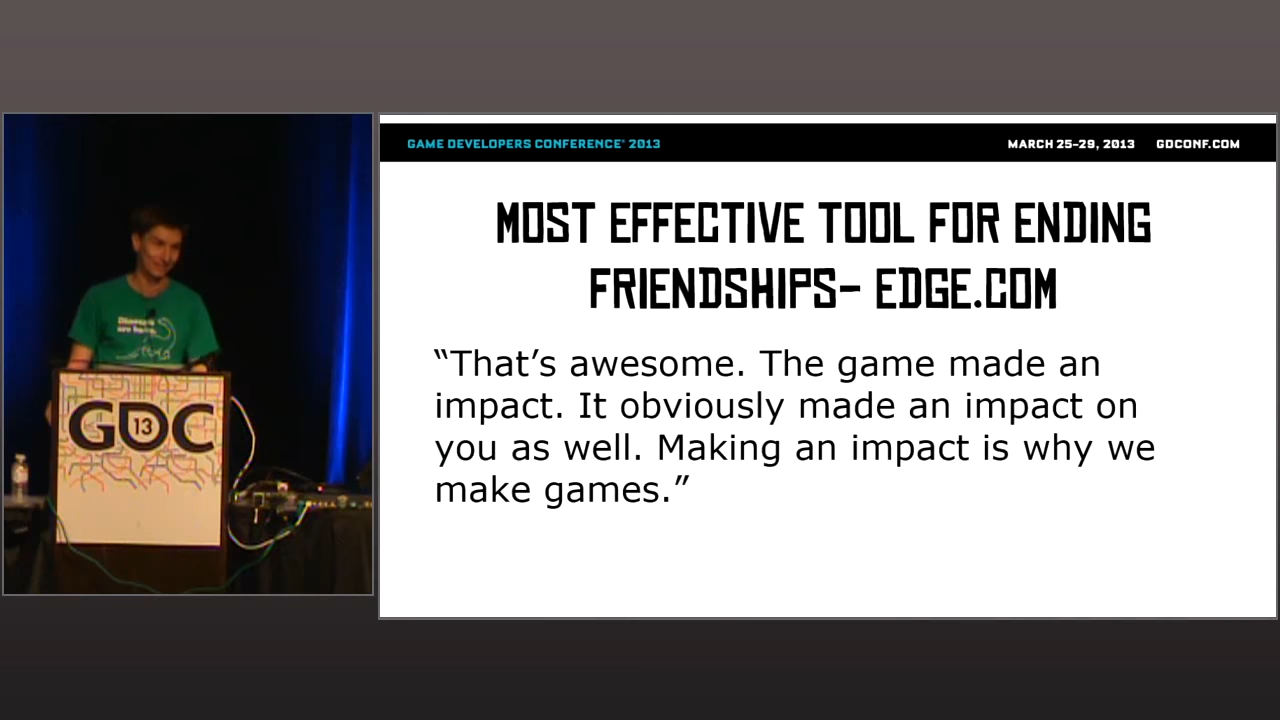 GAME DEVELOPERS CONFERENCE® 2013
MARCH 25-29, 2013 GDCONF.COM
MOST EFFECTIVE TOOL FOR ENDING
FRIENDSHIPS- EDGE.COM
“That’s awesome. The game made an
impact. It obviously made an impact on
you as well. Making an impact is why we
make games.”
GDC
13